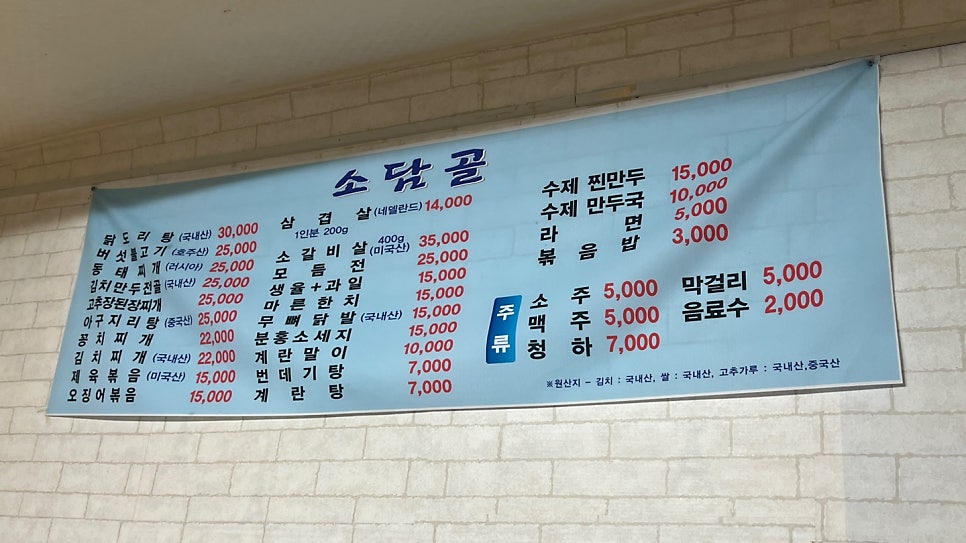 소담골
닭도리탕 (국내산) 30,000
버섯불고기 (호주산) 25,000
동태찌개 (러시아) 25,000
김치만두전골 (국내산) 25,000
고추장된장찌개 25,000
아구지리탕 (중국산) 25,000
꽁치찌개 22,000
김치찌개 (국내산) 22,000
제육볶음 (미국산) 15,000
오징어볶음 15,000
삼겹살 (네델란드) 14,000
1인분 200g
소갈비살 400g (미국산) 35,000
모듬전 25,000
생율+과일 15,000
마른한치 15,000
무뼈닭발 (국내산) 15,000
분홍소세지 15,000
계란말이 10,000
번데기탕 7,000
계란탕 7,000
수제 찐만두 15,000
수제 만두국 10,000
라면 5,000
볶음밥 3,000
주류
소주 5,000
맥주 5,000
청하 7,000
막걸리 5,000
음료수 2,000
※원산지 - 김치 : 국내산, 쌀 : 국내산, 고추가루 : 국내산,중국산